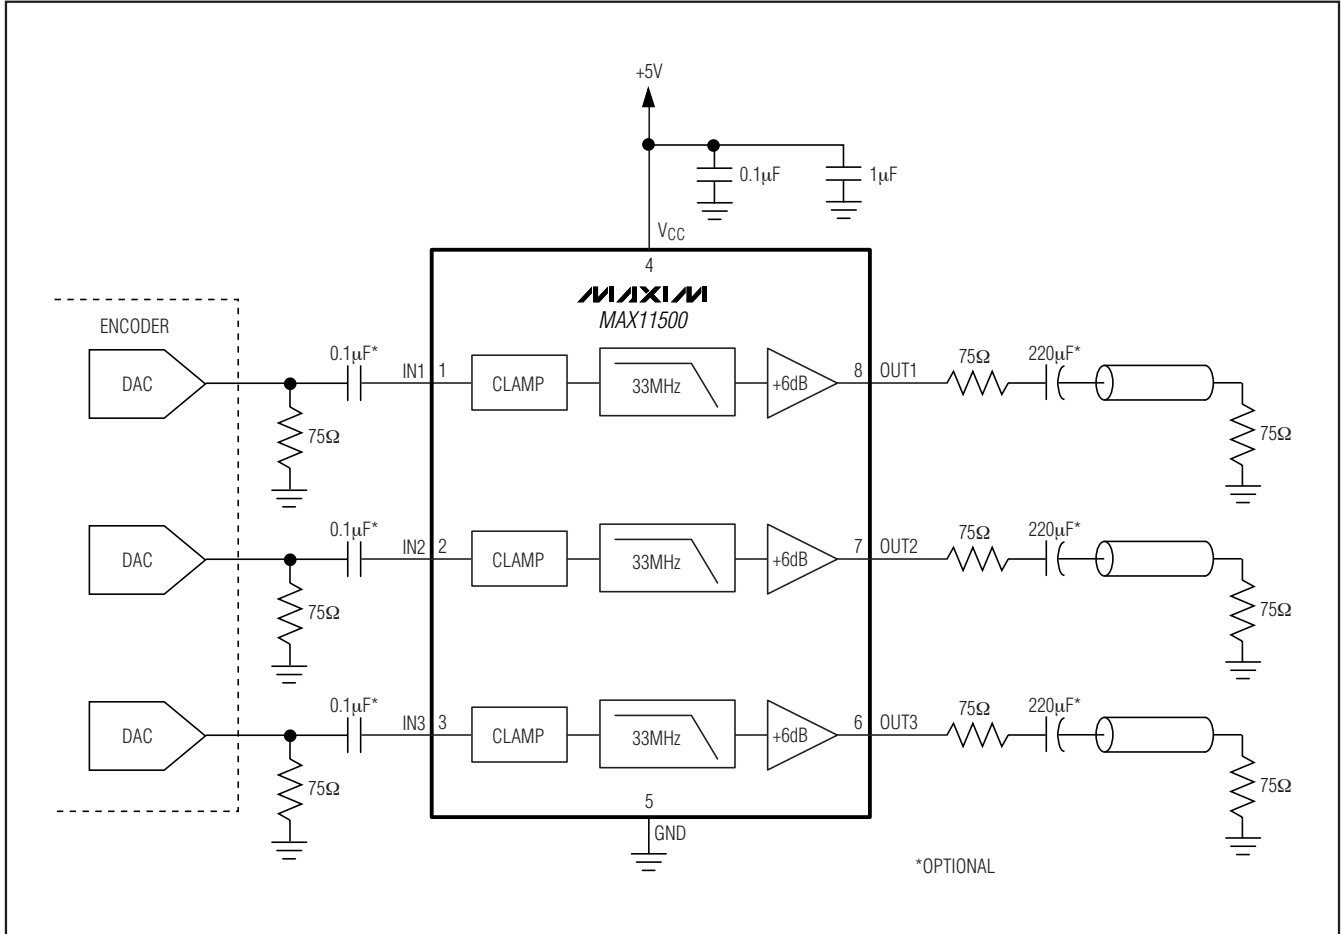 +5V
0.1µF
1µF
VCC
4
MAXIM
MAX11500
ENCODER
DAC
75Ω
0.1µF*
IN1
1
CLAMP
33MHz
+6dB
8
OUT1
75Ω
220µF*
75Ω
DAC
75Ω
0.1µF*
IN2
2
CLAMP
33MHz
+6dB
7
OUT2
75Ω
220µF*
75Ω
DAC
75Ω
0.1µF*
IN3
3
CLAMP
33MHz
+6dB
6
OUT3
75Ω
220µF*
75Ω
5
GND
*OPTIONAL